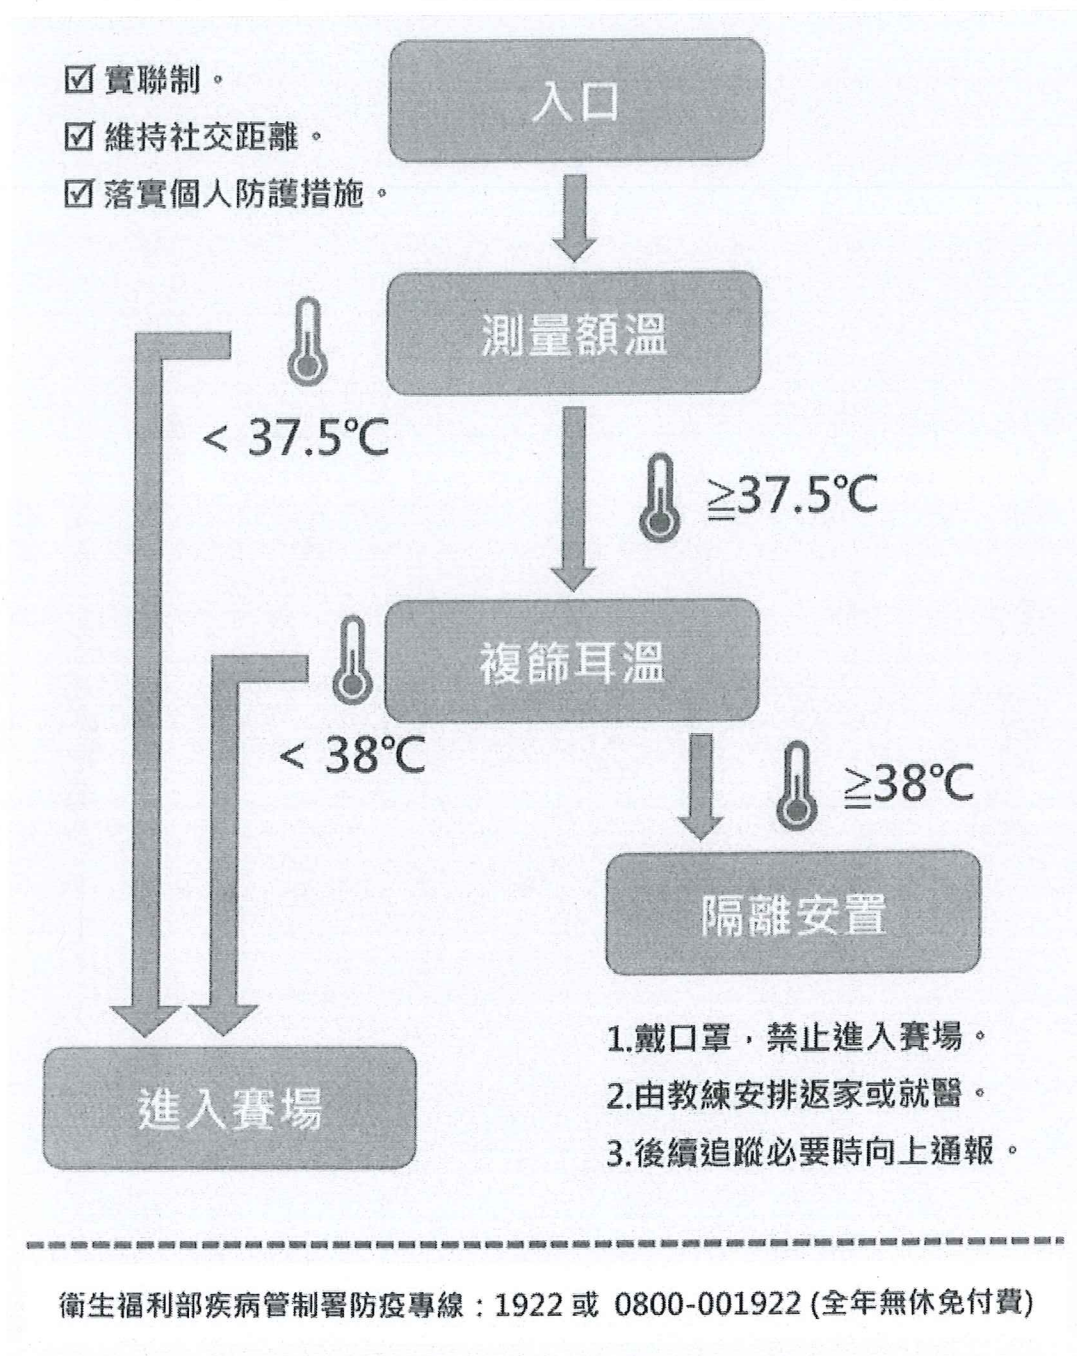 ☑ 實聯制。
☑ 維持社交距離。
☑ 落實個人防護措施。
入口
測量額溫
< 37.5℃
≧37.5℃
複篩耳溫
< 38℃
≧38℃
隔離安置
1.戴口罩，禁止進入賽場。
2.由教練安排返家或就醫。
3.後續追蹤必要時向上通報。
進入賽場
衛生福利部疾病管制署防疫專線：1922 或 0800-001922 (全年無休免付費)